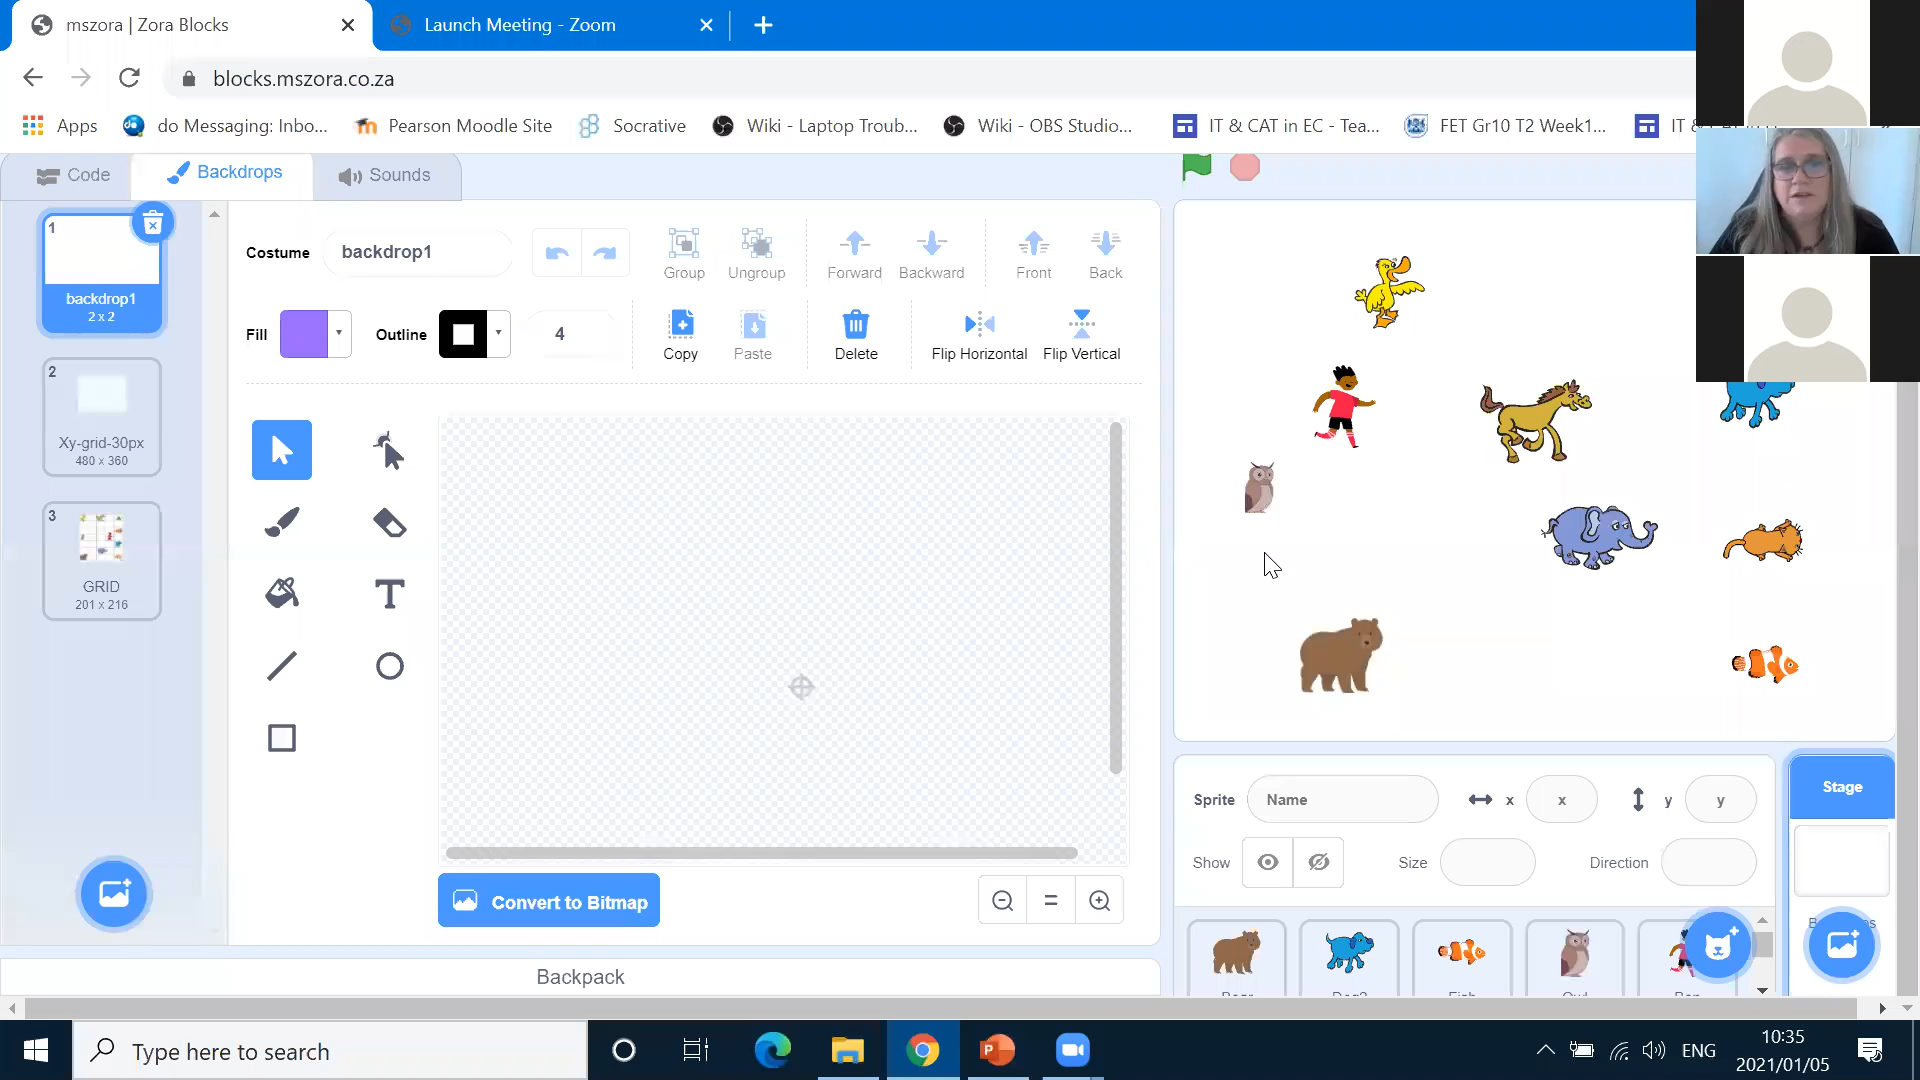 mszora | Zora Blocks
Launch Meeting - Zoom
blocks.mszora.co.za
Apps
do Messaging: Inbo...
Pearson Moodle Site
Socrative
Wiki - Laptop Troub...
Wiki - OBS Studio...
IT & CAT in EC - Tea...
FET Gr10 T2 Week1...
Code
Backdrops
Sounds
1
backdrop1
2 x 2
2
Xy-grid-30px
480 x 360
3
GRID
201 x 216
Costume
backdrop1
Group
Ungroup
Forward
Backward
Front
Back
Fill
Outline
4
Copy
Paste
Delete
Flip Horizontal
Flip Vertical
Convert to Bitmap
Backpack
Sprite
Name
x
x
y
y
Show
Size
Direction
Stage
Type here to search
ENG
10:35
2021/01/05